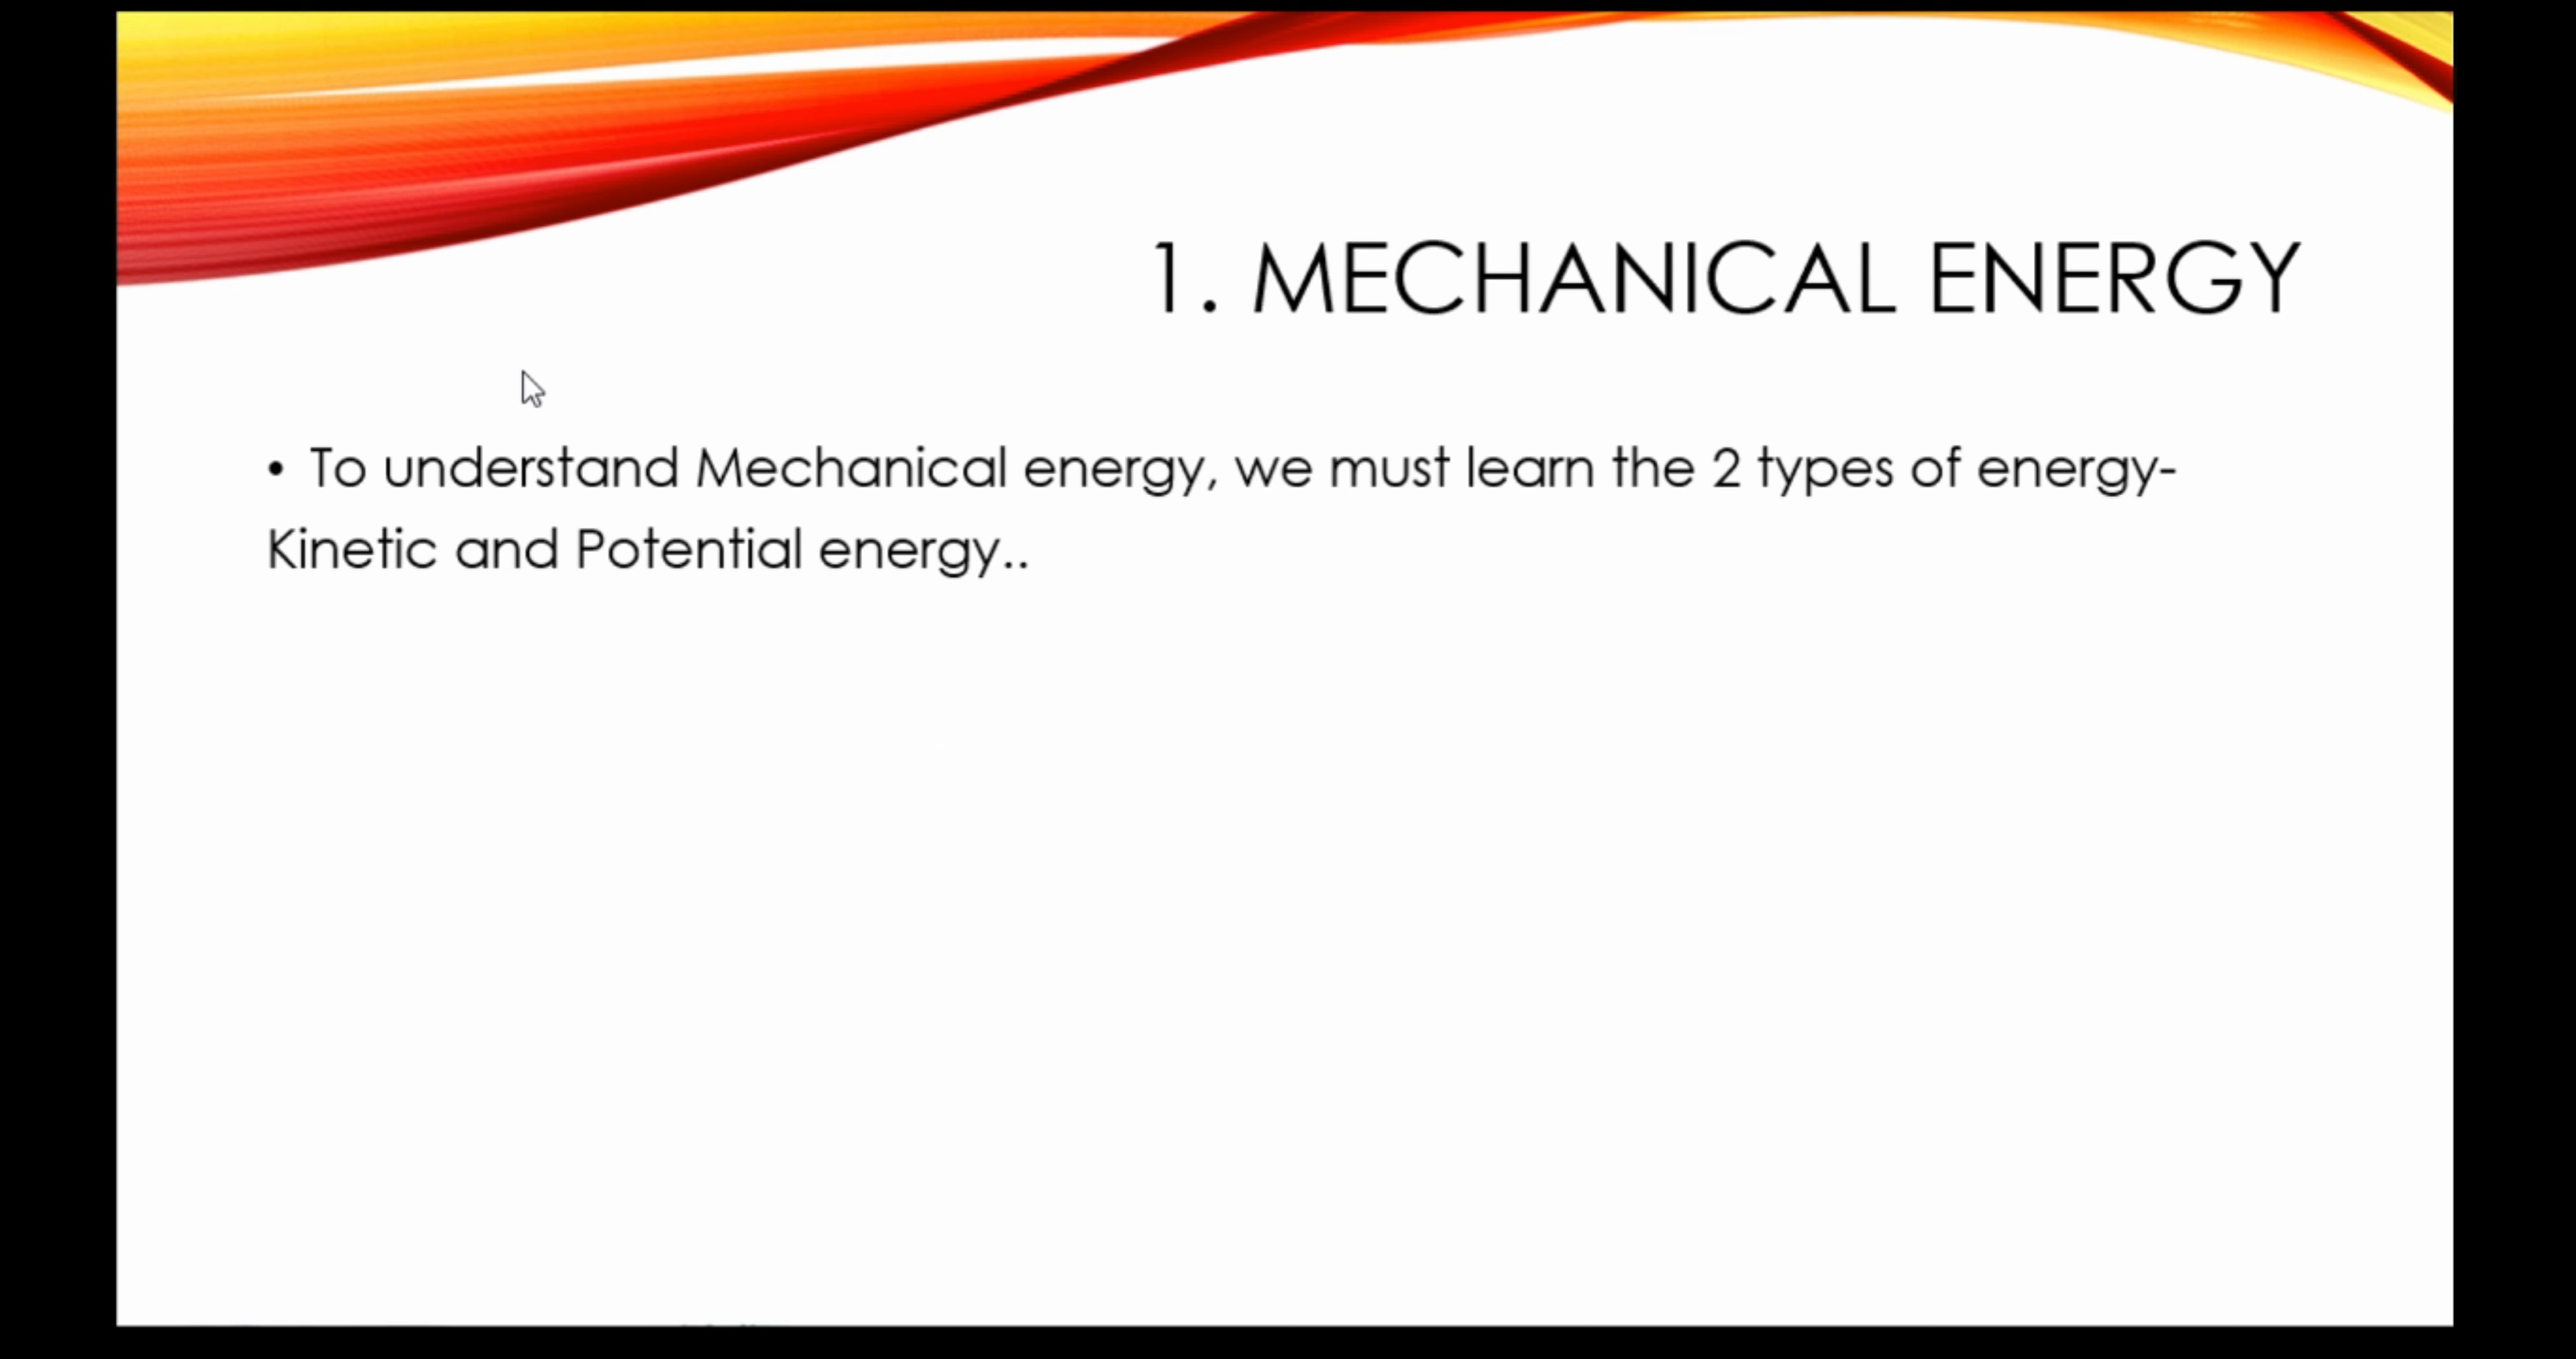 1. MECHANICAL ENERGY
• To understand Mechanical energy, we must learn the 2 types of energy-
Kinetic and Potential energy..